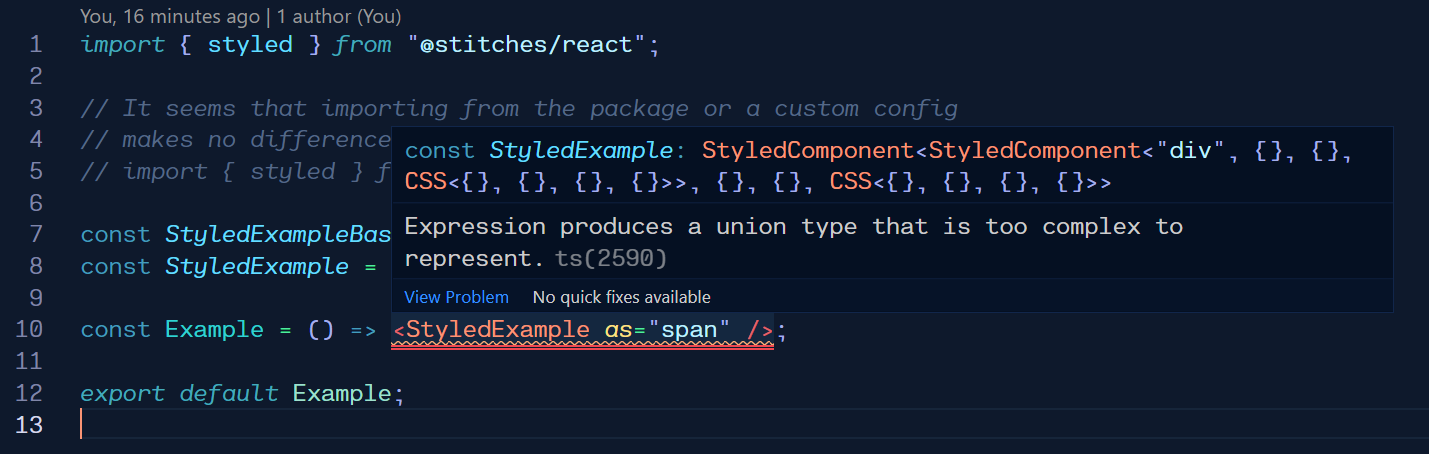 You, 16 minutes ago | 1 author (You)
1 import { styled } from "@stitches/react";
2
3 // It seems that importing from the package or a custom config
4 // makes no difference
5 // import { styled } f
6
7 const StyledExampleBas
8 const StyledExample =
9
const StyledExample: StyledComponent<StyledComponent<"div", {}, {},
CSS<{}, {}, {}, {}>>, {}, {}, CSS<{}, {}, {}, {}>>
Expression produces a union type that is too complex to
represent. ts(2590)
View Problem No quick fixes available
10 const Example = () => <StyledExample as="span" />;
11
12 export default Example;
13